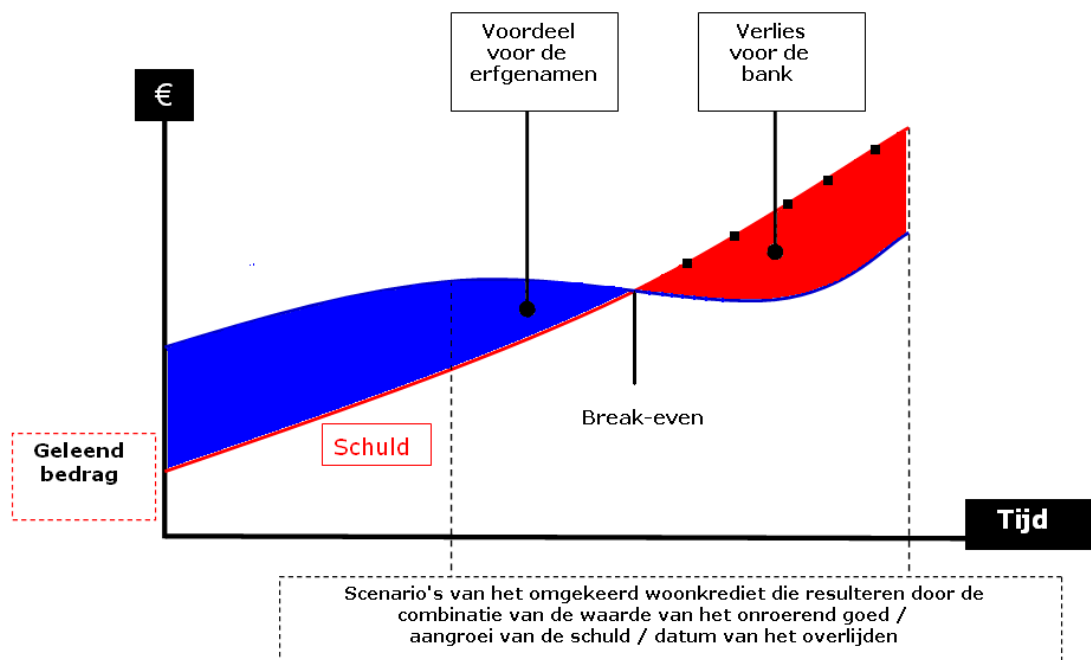 Voordeel
voor de
erfgenamen
Verlies
voor de
bank
€
Break-even
Schuld
Geleend
bedrag
Tijd
Scenario's van het omgekeerd woonkrediet die resulteren door de
combinatie van de waarde van het onroerend goed /
aangroei van de schuld / datum van het overlijden